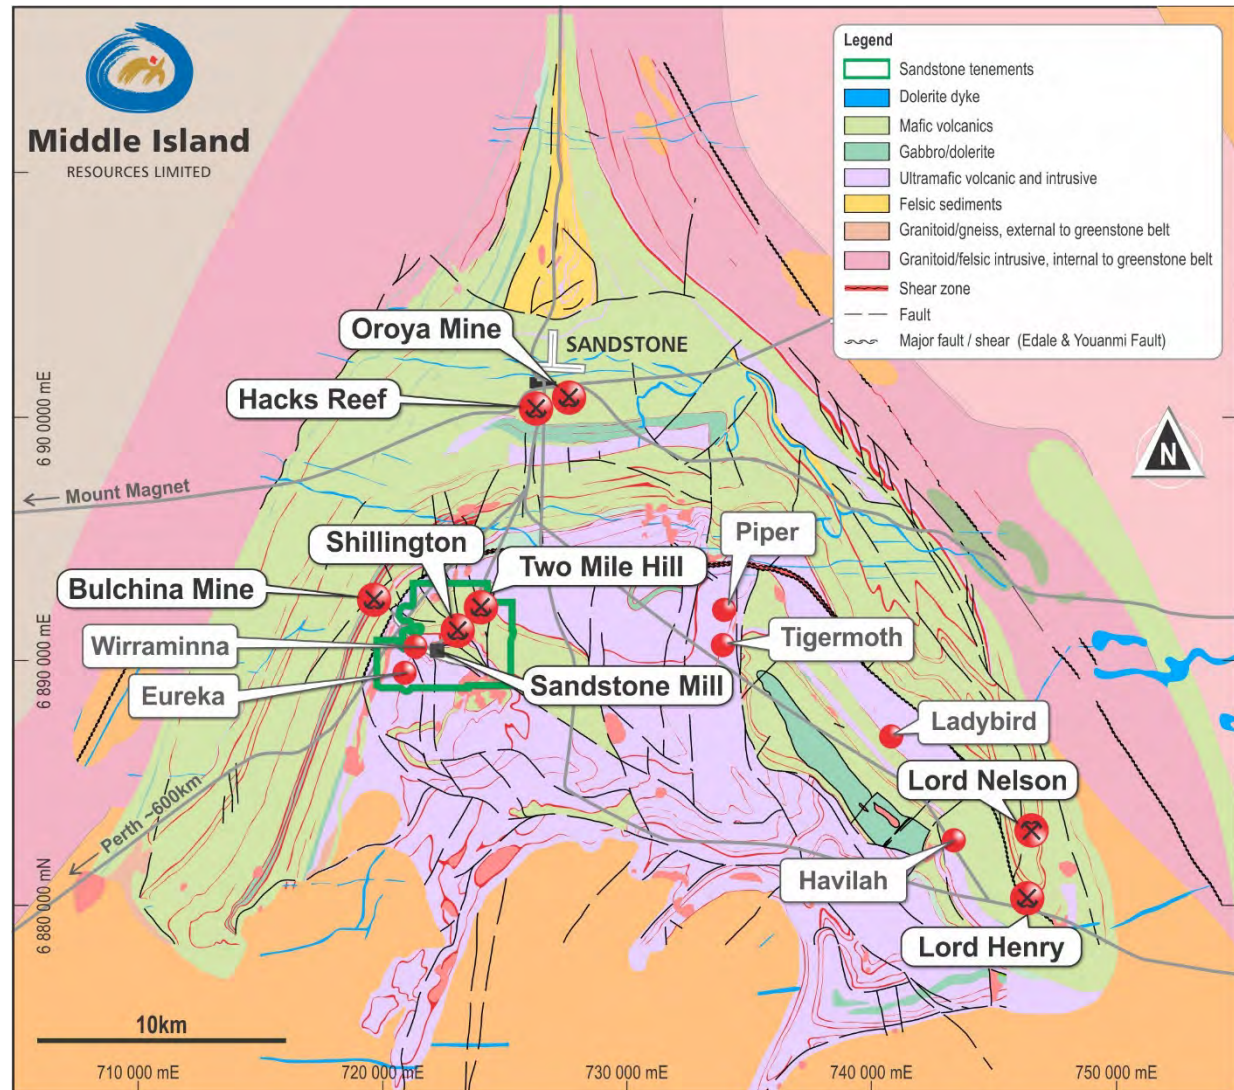 Middle Island
RESOURCES LIMITED
Legend
Sandstone tenements
Dolerite dyke
Mafic volcanics
Gabbro/dolerite
Ultramafic volcanic and intrusive
Felsic sediments
Granitoid/gneiss, external to greenstone belt
Granitoid/felsic intrusive, internal to greenstone belt
Shear zone
Fault
Major fault / shear (Edale & Youanmi Fault)
Oroya Mine
SANDSTONE
Hacks Reef
6 690 0000 mE
N
← Mount Magnet
Shillington
Piper
Two Mile Hill
Bulchina Mine
Wirraminna
Tigermoth
6 890 000 mE
Eureka
Sandstone Mill
Ladybird
Lord Nelson
← Perth ~600km
Havilah
6 880 000 mN
Lord Henry
10km
710 000 mE
720 000 mE
730 000 mE
740 000 mE
750 000 mE